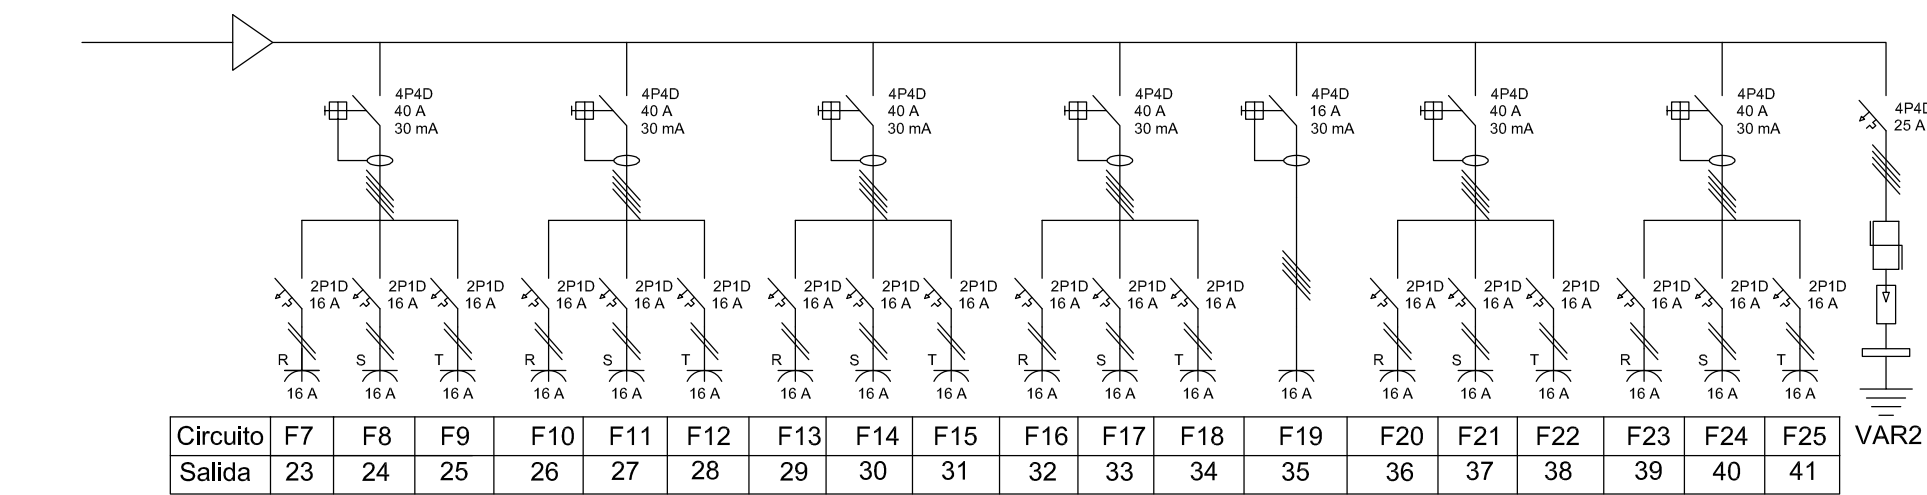 4P4D 4P4D 4P4D 4P4D 4P4D 4P4D 4P4D 4P4D
40 A 40 A 40 A 40 A 16 A 40 A 40 A 25 A
30 mA 30 mA 30 mA 30 mA 30 mA 30 mA 30 mA
2P1D 2P1D 2P1D 2P1D 2P1D 2P1D 2P1D 2P1D 2P1D 2P1D 2P1D 2P1D 2P1D 2P1D 2P1D 2P1D 2P1D 2P1D
16 A 16 A 16 A 16 A 16 A 16 A 16 A 16 A 16 A 16 A 16 A 16 A 16 A 16 A 16 A 16 A 16 A 16 A
R S T R S T R S T R S T R S T R S T
16 A 16 A 16 A 16 A 16 A 16 A 16 A 16 A 16 A 16 A 16 A 16 A 16 A 16 A 16 A 16 A 16 A 16 A 16 A
Circuito F7 F8 F9 F10 F11 F12 F13 F14 F15 F16 F17 F18 F19 F20 F21 F22 F23 F24 F25 VAR2
Salida 23 24 25 26 27 28 29 30 31 32 33 34 35 36 37 38 39 40 41